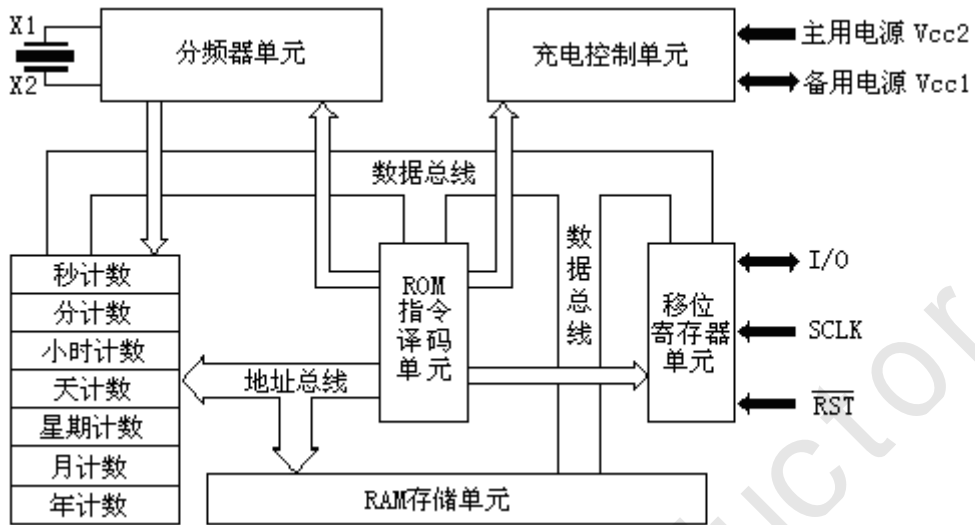 X1
X2
分频器单元
充电控制单元
主用电源 Vcc2
备用电源 Vcc1
数据总线
数据总线
秒计数
分计数
小时计数
天计数
星期计数
月计数
年计数
ROM
指令
译码
单元
地址总线
移位
寄存器
单元
I/O
SCLK
RST
RAM存储单元
uctor